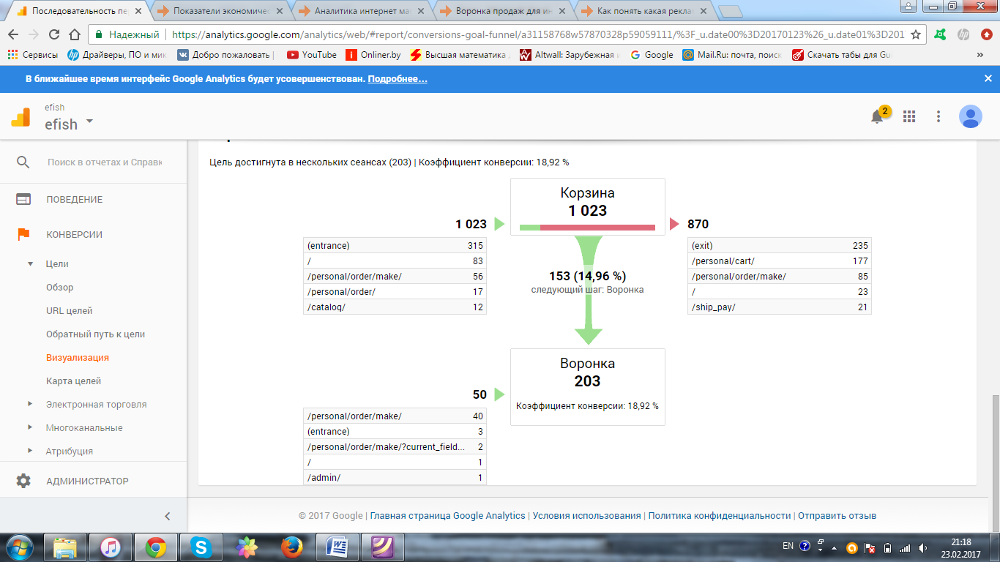 Последовательность пе
Показатели экономичес
Аналитика интернет ма
Воронка продаж для ин
Как понять какая рекла
Надежный
https://analytics.google.com/analytics/web/#report/conversions-goal-funnel/a31158768w57870328p59059111/%3F_u.date00%3D20170123%26_u.date01%3D201
Сервисы
Драйверы, ПО и мик
Добро пожаловать |
YouTube
Onliner.by
Высшая математика
Altwall: Зарубежная и
Google
Mail.Ru: почта, поиск
Скачать табы для Gu
»
В ближайшее время интерфейс Google Analytics будет усовершенствован. Подробнее...
efish
efish
2
Поиск в отчетах и Справк
ПОВЕДЕНИЕ
КОНВЕРСИИ
Цели
Обзор
URL целей
Обратный путь к цели
Визуализация
Карта целей
Электронная торговля
Многоканальные
Атрибуция
АДМИНИСТРАТОР
Цель достигнута в нескольких сеансах (203) | Коэффициент конверсии: 18,92 %
Корзина
1 023
1 023
(entrance) 315
/ 83
/personal/order/make/ 56
/personal/order/ 17
/catalog/ 12
870
(exit) 235
/personal/cart/ 177
/personal/order/make/ 85
/ 23
/ship_pay/ 21
153 (14,96 %)
следующий шаг: Воронка
Воронка
203
Коэффициент конверсии: 18,92 %
50
/personal/order/make/ 40
(entrance) 3
/personal/order/make/?current_field... 2
/ 1
/admin/ 1
© 2017 Google | Главная страница Google Analytics | Условия использования | Политика конфиденциальности | Отправить отзыв
EN
21:18
23.02.2017